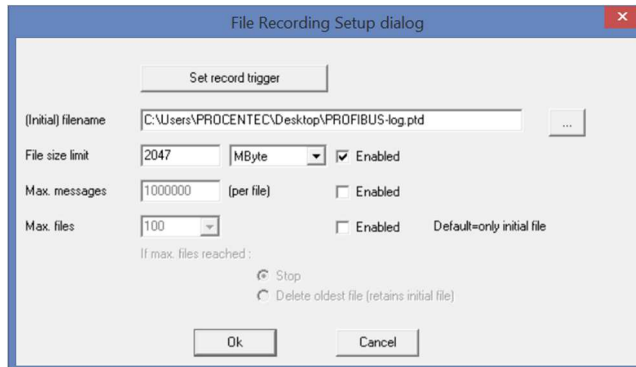 File Recording Setup dialog
Set record trigger
(Initial) filename C:\Users\PROCENTEC\Desktop\PROFIBUS-log.ptd ...
File size limit 2047 MByte Enabled
Max. messages 1000000 (per file) Enabled
Max. files 100 Enabled Default=only initial file
If max. files reached :
Stop
Delete oldest file (retains initial file)
Ok Cancel